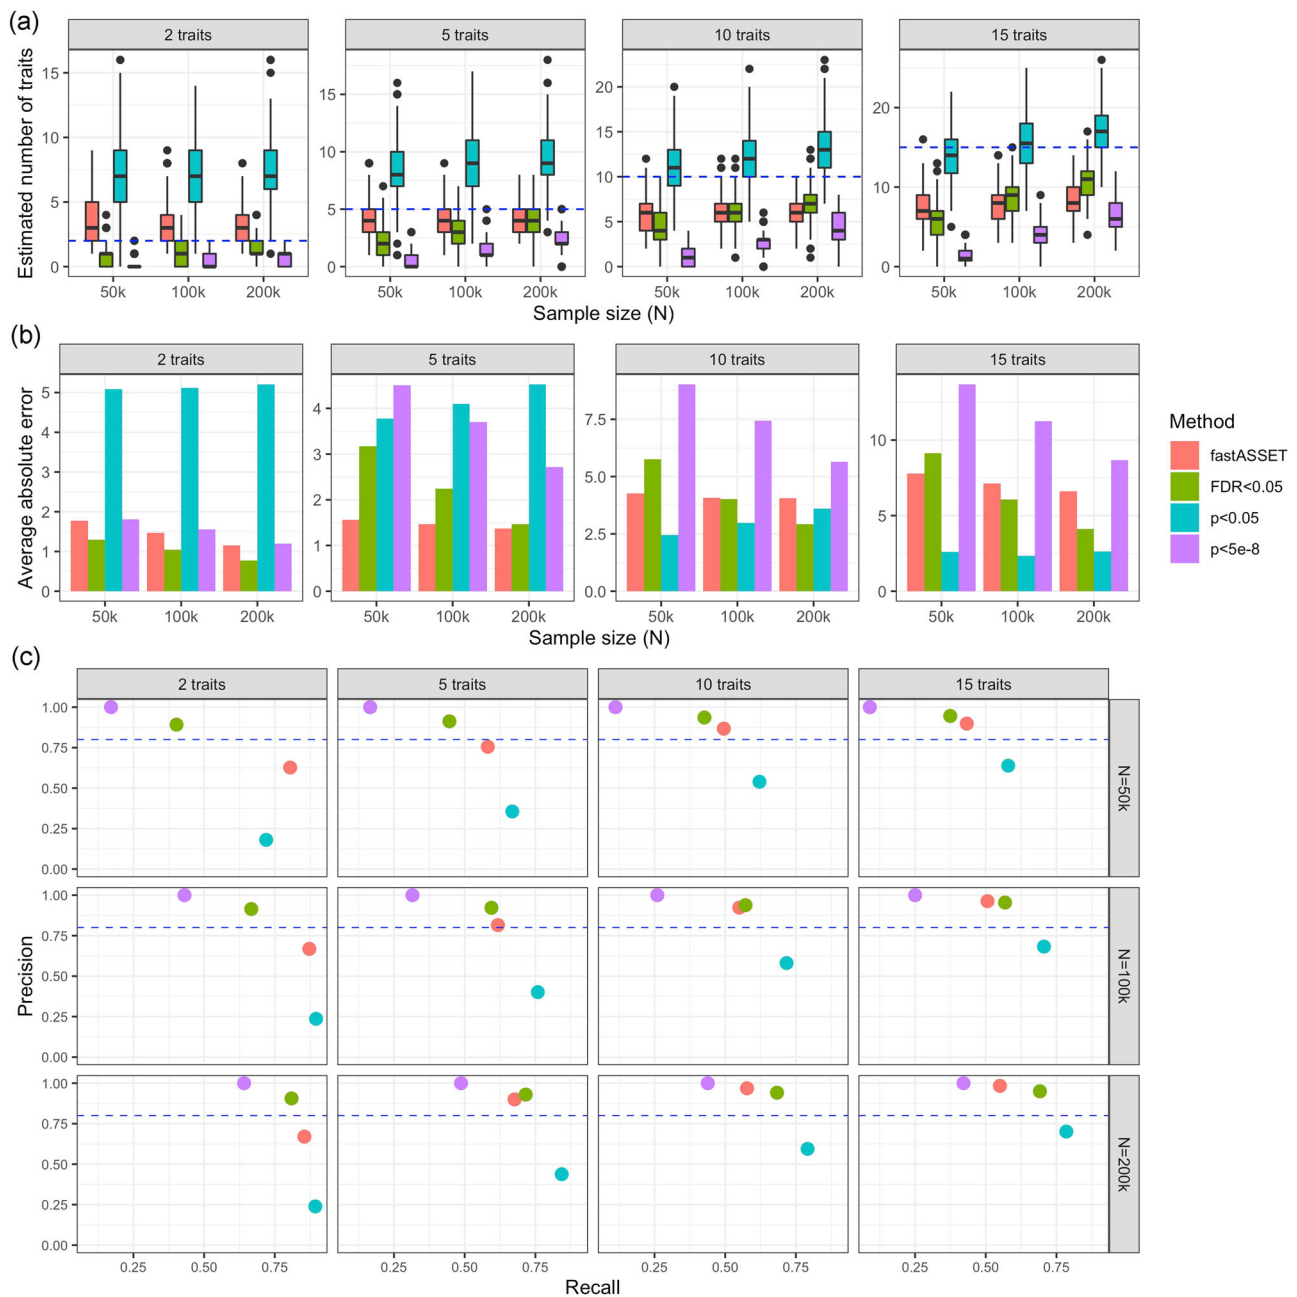 (a)
2 traits
5 traits
10 traits
15 traits
Estimated number of traits
15
10
5
0
15
10
5
0
20
15
10
5
0
20
10
0
50k
100k
200k
50k
100k
200k
50k
100k
200k
50k
100k
200k
Sample size (N)
(b)
2 traits
5 traits
10 traits
15 traits
Average absolute error
5
4
3
2
1
0
4
3
2
1
0
7.5
5.0
2.5
0.0
10
5
0
50k
100k
200k
50k
100k
200k
50k
100k
200k
50k
100k
200k
Sample size (N)
Method
fastASSET
FDR<0.05
p<0.05
p<5e-8
(c)
2 traits
5 traits
10 traits
15 traits
Precision
1.00
0.75
0.50
0.25
0.00
N=50k
1.00
0.75
0.50
0.25
0.00
N=100k
1.00
0.75
0.50
0.25
0.00
N=200k
0.25
0.50
0.75
0.25
0.50
0.75
0.25
0.50
0.75
0.25
0.50
0.75
Recall